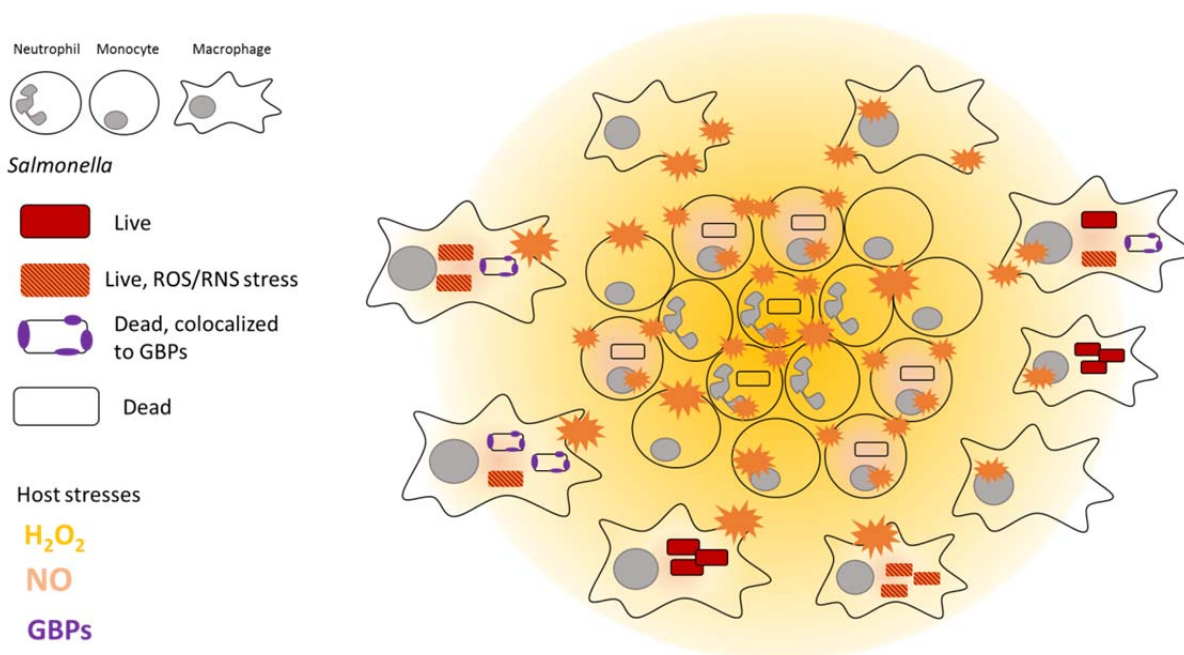 Neutrophil Monocyte Macrophage
Salmonella
Live
Live, ROS/RNS stress
Dead, colocalized
to GBPs
Dead
Host stresses
H₂O₂
NO
GBPs